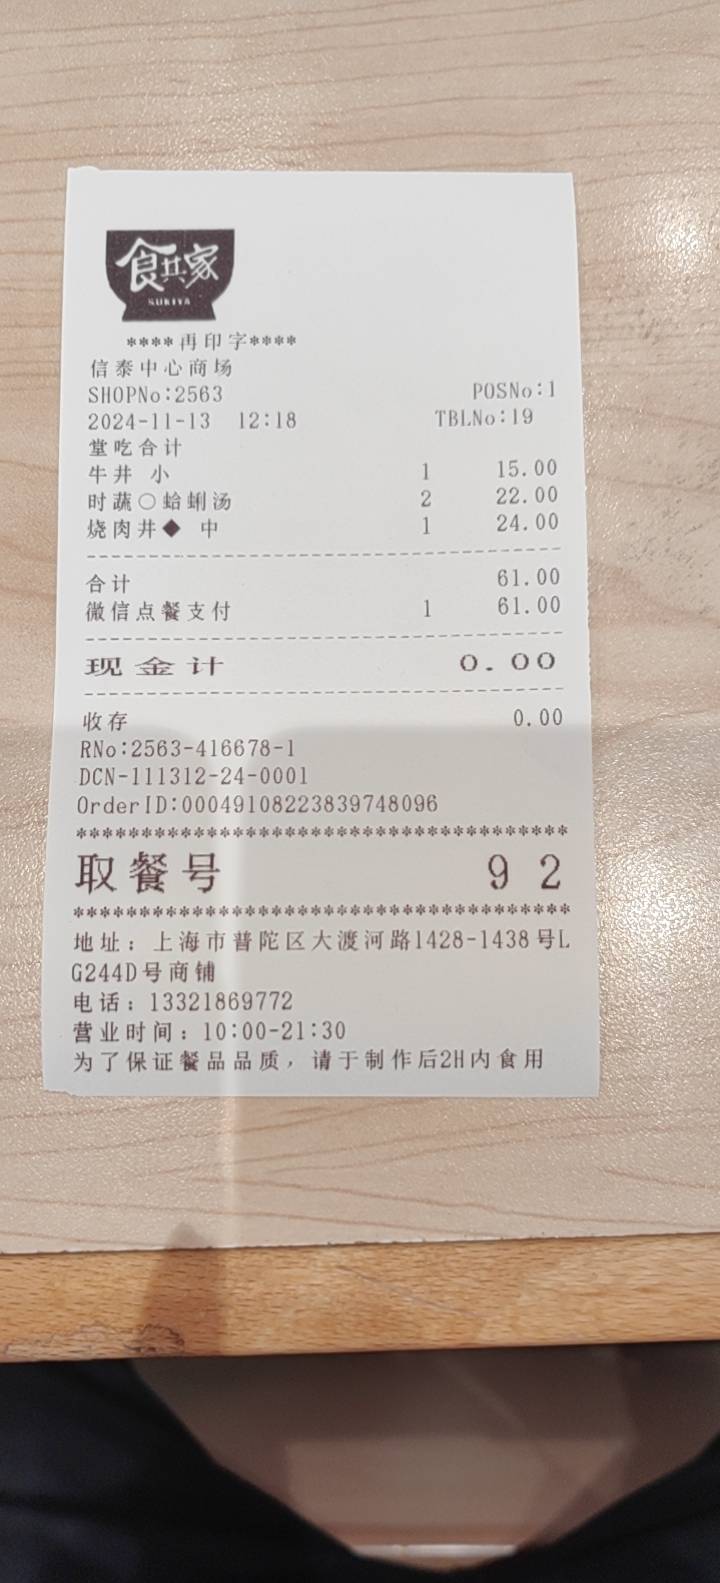 食其家
SUKIYA
****再印字****
信泰中心商场
SHOPNo:2563 POSNo:1
2024-11-13 12:18 TBLNo:19
堂吃合计
牛丼 小 1 15.00
时蔬○蛤蜊汤 2 22.00
烧肉丼◆ 中 1 24.00
合计 61.00
微信点餐支付 1 61.00
现金计 0.00
收存 0.00
RNo:2563-416678-1
DCN-111312-24-0001
OrderID:00049108223839748096
************************************
取餐号 92
************************************
地址：上海市普陀区大渡河路1428-1438号L
G244D号商铺
电话：13321869772
营业时间：10:00-21:30
为了保证餐品品质，请于制作后2H内食用